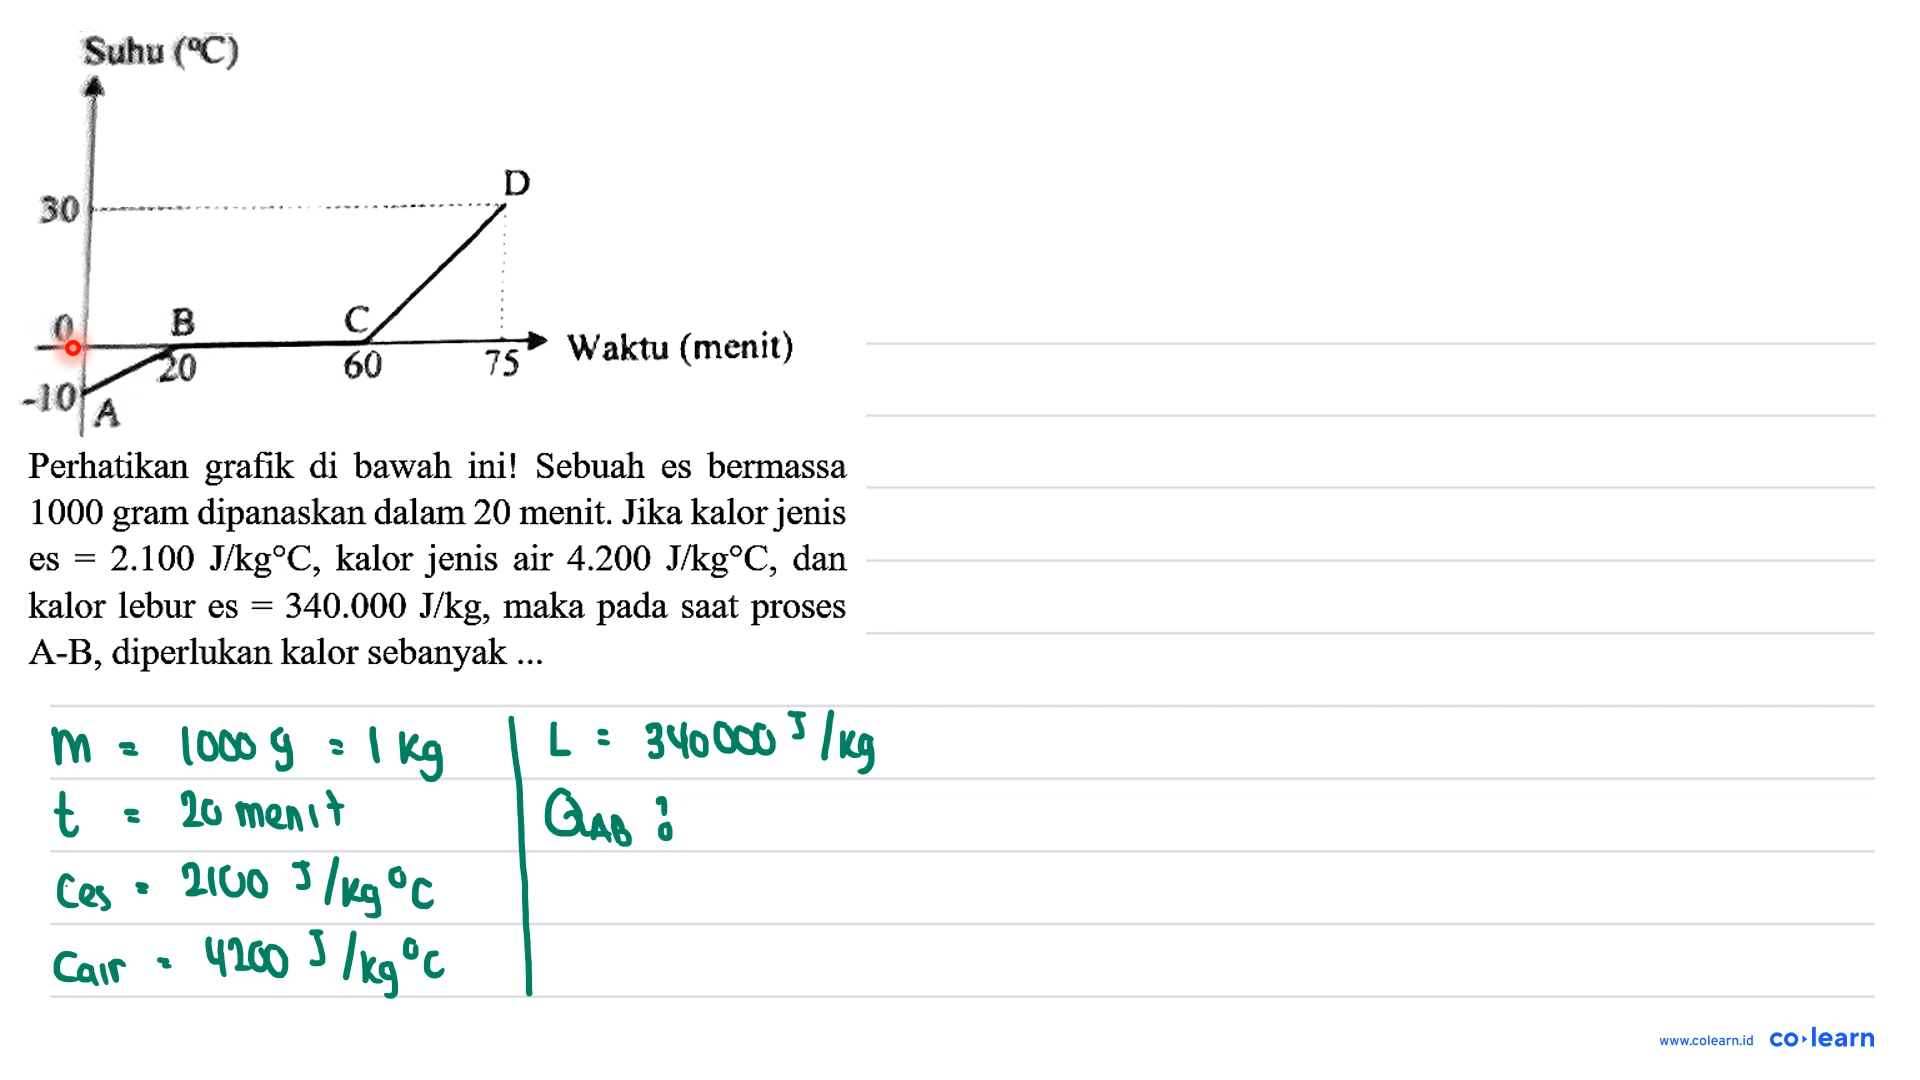 Suhu (°C)
D
30
0
B
C
Waktu (menit)
20
60
75
-10
A
Perhatikan grafik di bawah ini! Sebuah es bermassa
1000 gram dipanaskan dalam 20 menit. Jika kalor jenis
es = 2.100 J/kg°C, kalor jenis air 4.200 J/kg°C, dan
kalor lebur es = 340.000 J/kg, maka pada saat proses
A-B, diperlukan kalor sebanyak ...
m = 1000 g = 1 kg
t = 20 menit
Ces = 2100 J/kg°C
Cair = 4200 J/kg°C
L = 340000 J/kg
QAB ?
www.colearn.id
co·learn